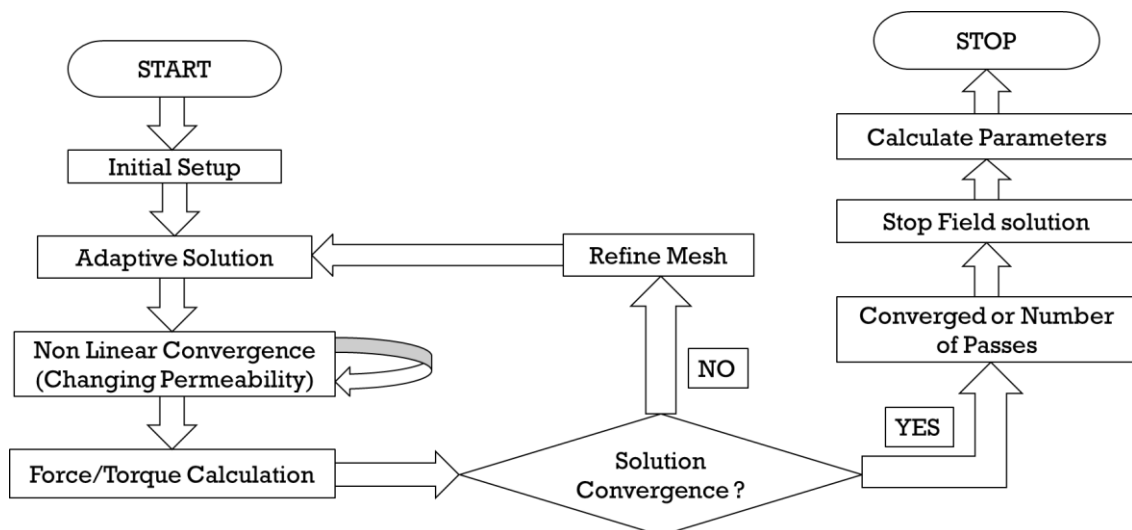 START
Initial Setup
Adaptive Solution
Non Linear Convergence
(Changing Permeability)
Force/Torque Calculation
Solution
Convergence ?
NO
Refine Mesh
YES
Converged or Number
of Passes
Stop Field solution
Calculate Parameters
STOP